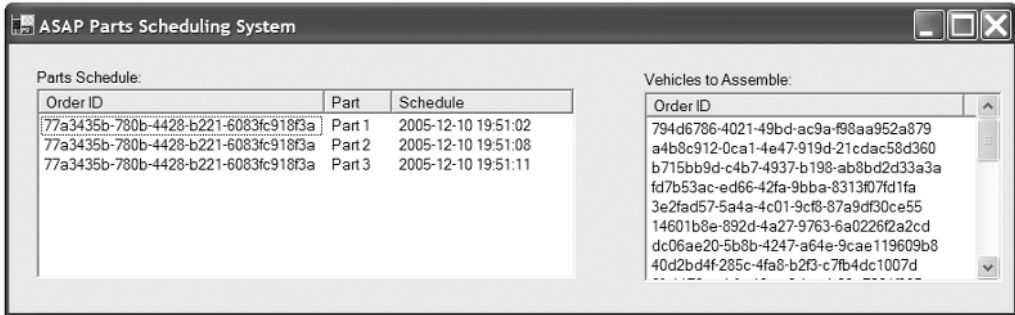 ASAP Parts Scheduling System
Parts Schedule:
Order ID Part Schedule
77a3435b-780b-4428-b221-6083fc918f3a Part 1 2005-12-10 19:51:02
77a3435b-780b-4428-b221-6083fc918f3a Part 2 2005-12-10 19:51:08
77a3435b-780b-4428-b221-6083fc918f3a Part 3 2005-12-10 19:51:11
Vehicles to Assemble:
Order ID
794d6786-4021-49bd-ac9a-f98aa952a879
a4b8c912-0ca1-4e47-919d-21cdac58d360
b715bb9d-c4b7-4937-b198-ab8bd2d33a3a
fd7b53ac-ed66-42fa-9bba-8313f07fd1fa
3e2fad57-5a4a-4c01-9cf8-87a9df30ce55
14601b8e-892d-4a27-9763-6a0226f2a2cd
dc06ae20-5b8b-4247-a64e-9cae119609b8
40d2bd4f-285c-4fa8-b2f3-c7fb4dc1007d